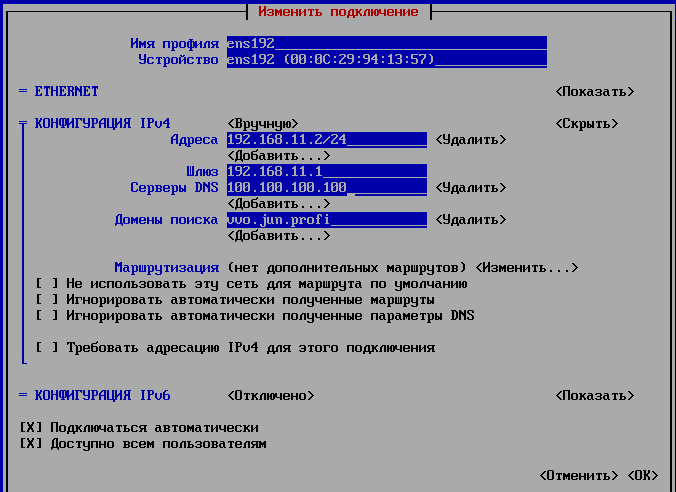 Изменить подключение
Имя профиля ens192
Устройство ens192 (00:0C:29:94:13:57)
= ETHERNET <Показать>
КОНФИГУРАЦИЯ IPv4 <Вручную> <Скрыть>
Адреса 192.168.11.2/24 <Удалить>
<Добавить...>
Шлюз 192.168.11.1
Серверы DNS 100.100.100.100 <Удалить>
<Добавить...>
Домены поиска vvo.jun.profi <Удалить>
<Добавить...>
Маршрутизация (нет дополнительных маршрутов) <Изменить...>
[ ] Не использовать эту сеть для маршрута по умолчанию
[ ] Игнорировать автоматически полученные маршруты
[ ] Игнорировать автоматически полученные параметры DNS
[ ] Требовать адресацию IPv4 для этого подключения
= КОНФИГУРАЦИЯ IPv6 <Отключено> <Показать>
[X] Подключаться автоматически
[X] Доступно всем пользователям
<Отменить> <OK>